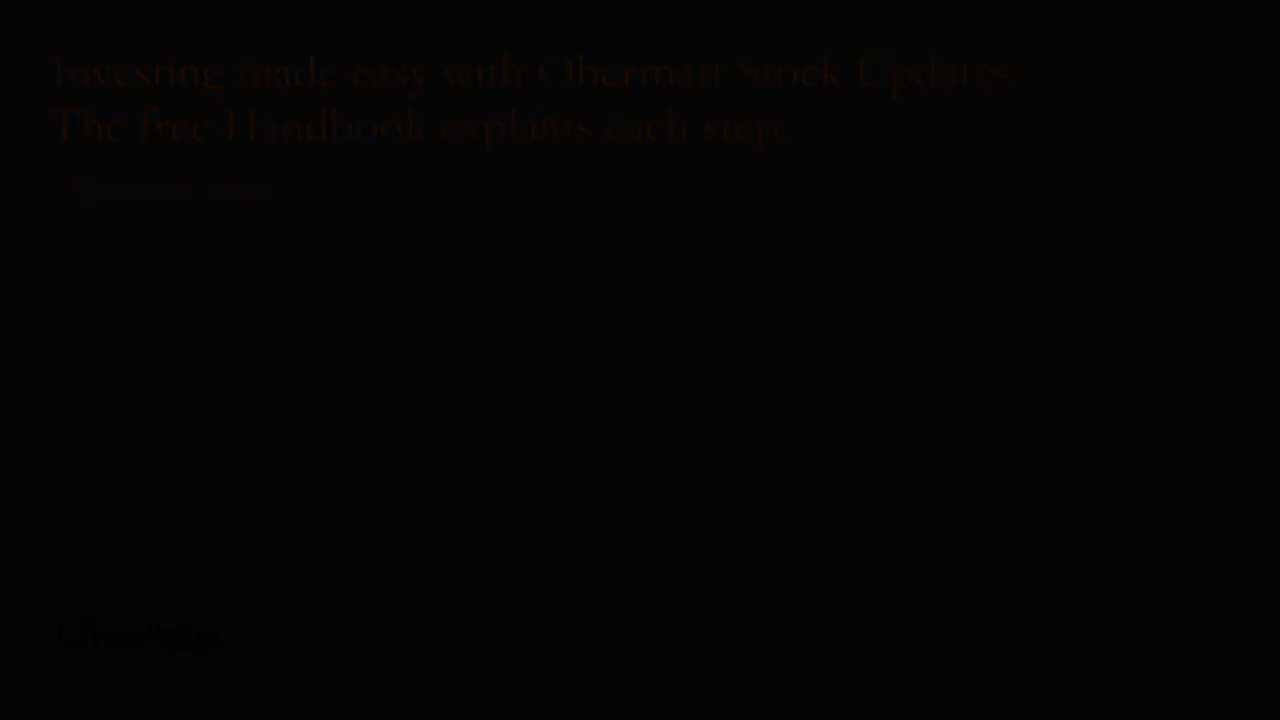 Investing made easy with Obermatt Stock Updates.
The free Handbook explains each step.